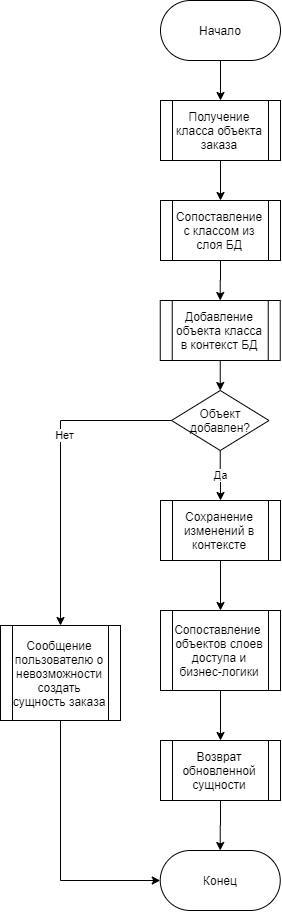 Начало
Получение
класса объекта
заказа
Сопоставление
с классом из
слоя БД
Добавление
объекта класса
в контекст БД
Объект
добавлен?
Нет
Да
Сохранение
изменений в
контексте
Сообщение
пользователю о
невозможности
создать
сущность заказа
Сопоставление
объектов слоев
доступа и
бизнес-логики
Возврат
обновленной
сущности
Конец